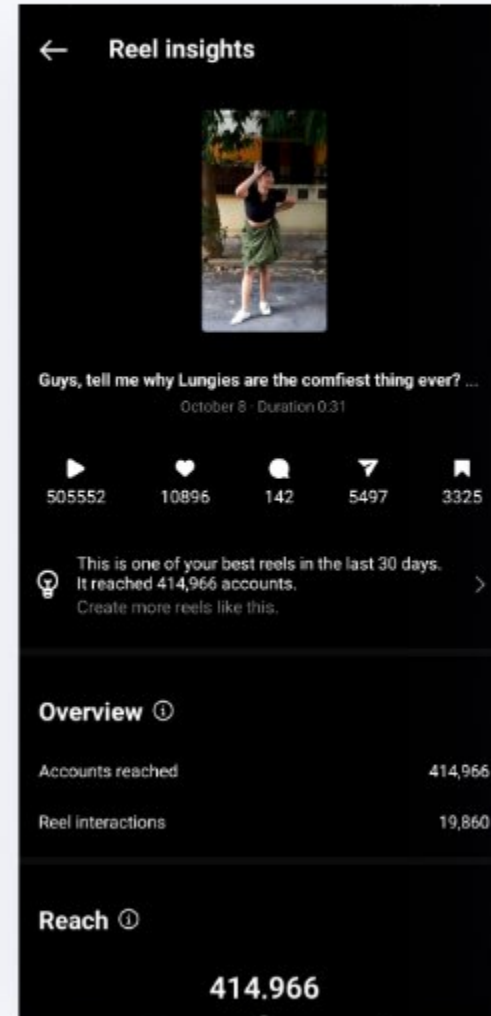 Reel insights
Guys, tell me why Lungies are the comfiest thing ever? ...
October 8 · Duration 0:31
505552 10896 142 5497 3325
This is one of your best reels in the last 30 days.
It reached 414,966 accounts.
Create more reels like this.
Overview
Accounts reached 414,966
Reel interactions 19,860
Reach
414.966